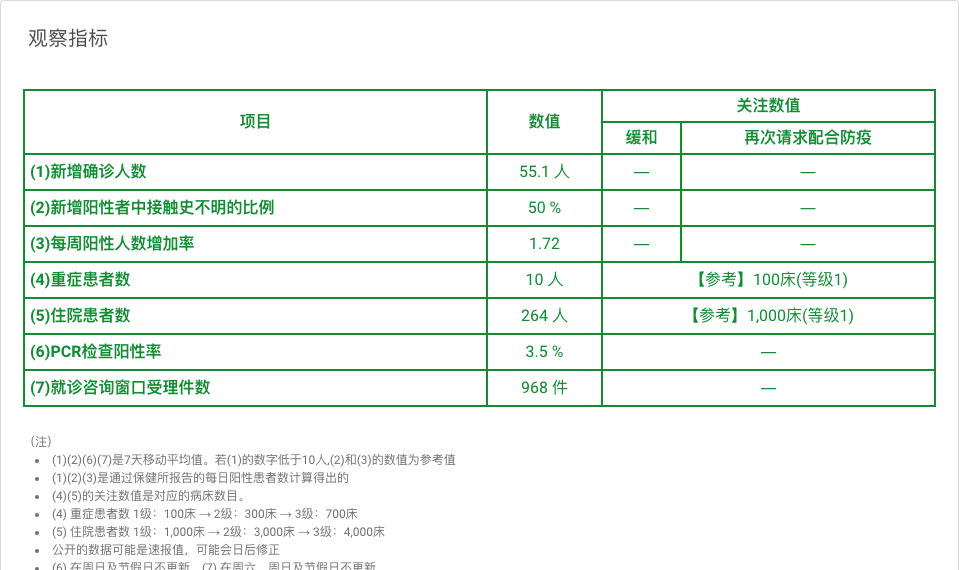 观察指标
项目 数值 关注数值
缓和 再次请求配合防疫
(1)新增确诊人数 55.1 人 — —
(2)新增阳性者中接触史不明的比例 50 % — —
(3)每周阳性人数增加率 1.72 — —
(4)重症患者数 10 人 【参考】100床(等级1)
(5)住院患者数 264 人 【参考】1,000床(等级1)
(6)PCR检查阳性率 3.5 % —
(7)就诊咨询窗口受理件数 968 件 —
（注）
• (1)(2)(6)(7)是7天移动平均值。若(1)的数字低于10人,(2)和(3)的数值为参考值
• (1)(2)(3)是通过保健所报告的每日阳性患者数计算得出的
• (4)(5)的关注数值是对应的病床数目。
• (4) 重症患者数 1级：100床 → 2级：300床 → 3级：700床
• (5) 住院患者数 1级：1,000床 → 2级：3,000床 → 3级：4,000床
• 公开的数据可能是速报值，可能会日后修正
• (6) 在周日及节假日不更新，(7) 在周六、周日及节假日不更新